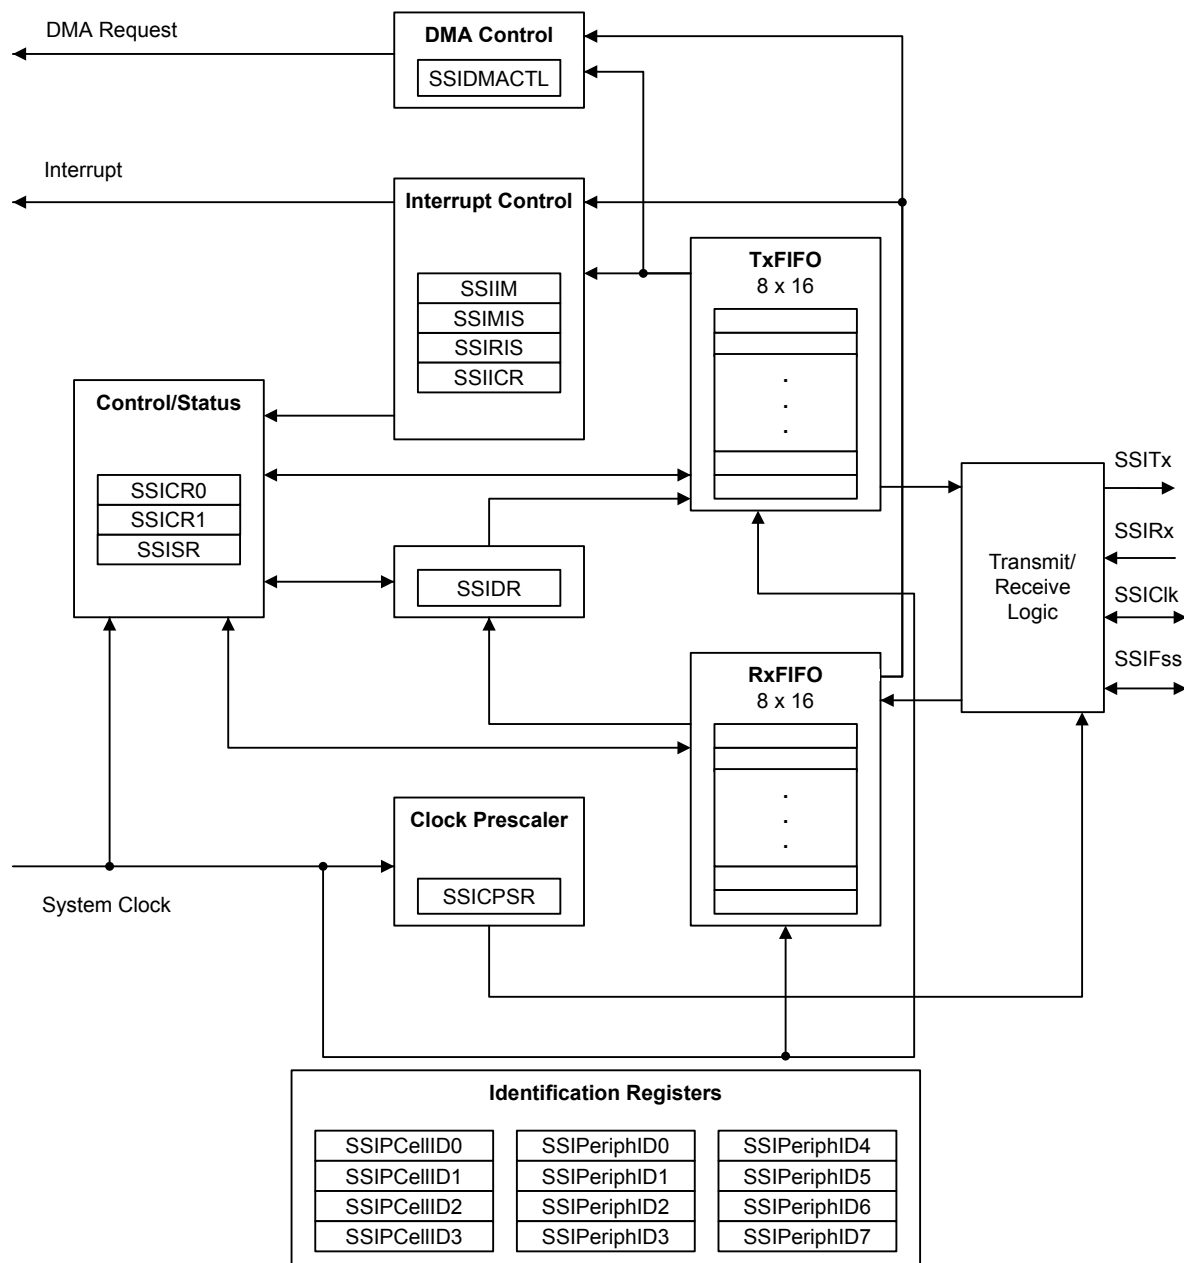 DMA Request
DMA Control
SSIDMACTL
Interrupt
Interrupt Control
SSIIM
SSIMIS
SSIRIS
SSIICR
TxFIFO
8 x 16
.
.
.
Control/Status
SSICR0
SSICR1
SSISR
SSIDR
Transmit/
Receive
Logic
SSITx
SSIRx
SSIClk
SSIFss
RxFIFO
8 x 16
.
.
.
Clock Prescaler
SSICPSR
System Clock
Identification Registers
SSIPCellID0
SSIPCellID1
SSIPCellID2
SSIPCellID3
SSIPeriphID0
SSIPeriphID1
SSIPeriphID2
SSIPeriphID3
SSIPeriphID4
SSIPeriphID5
SSIPeriphID6
SSIPeriphID7